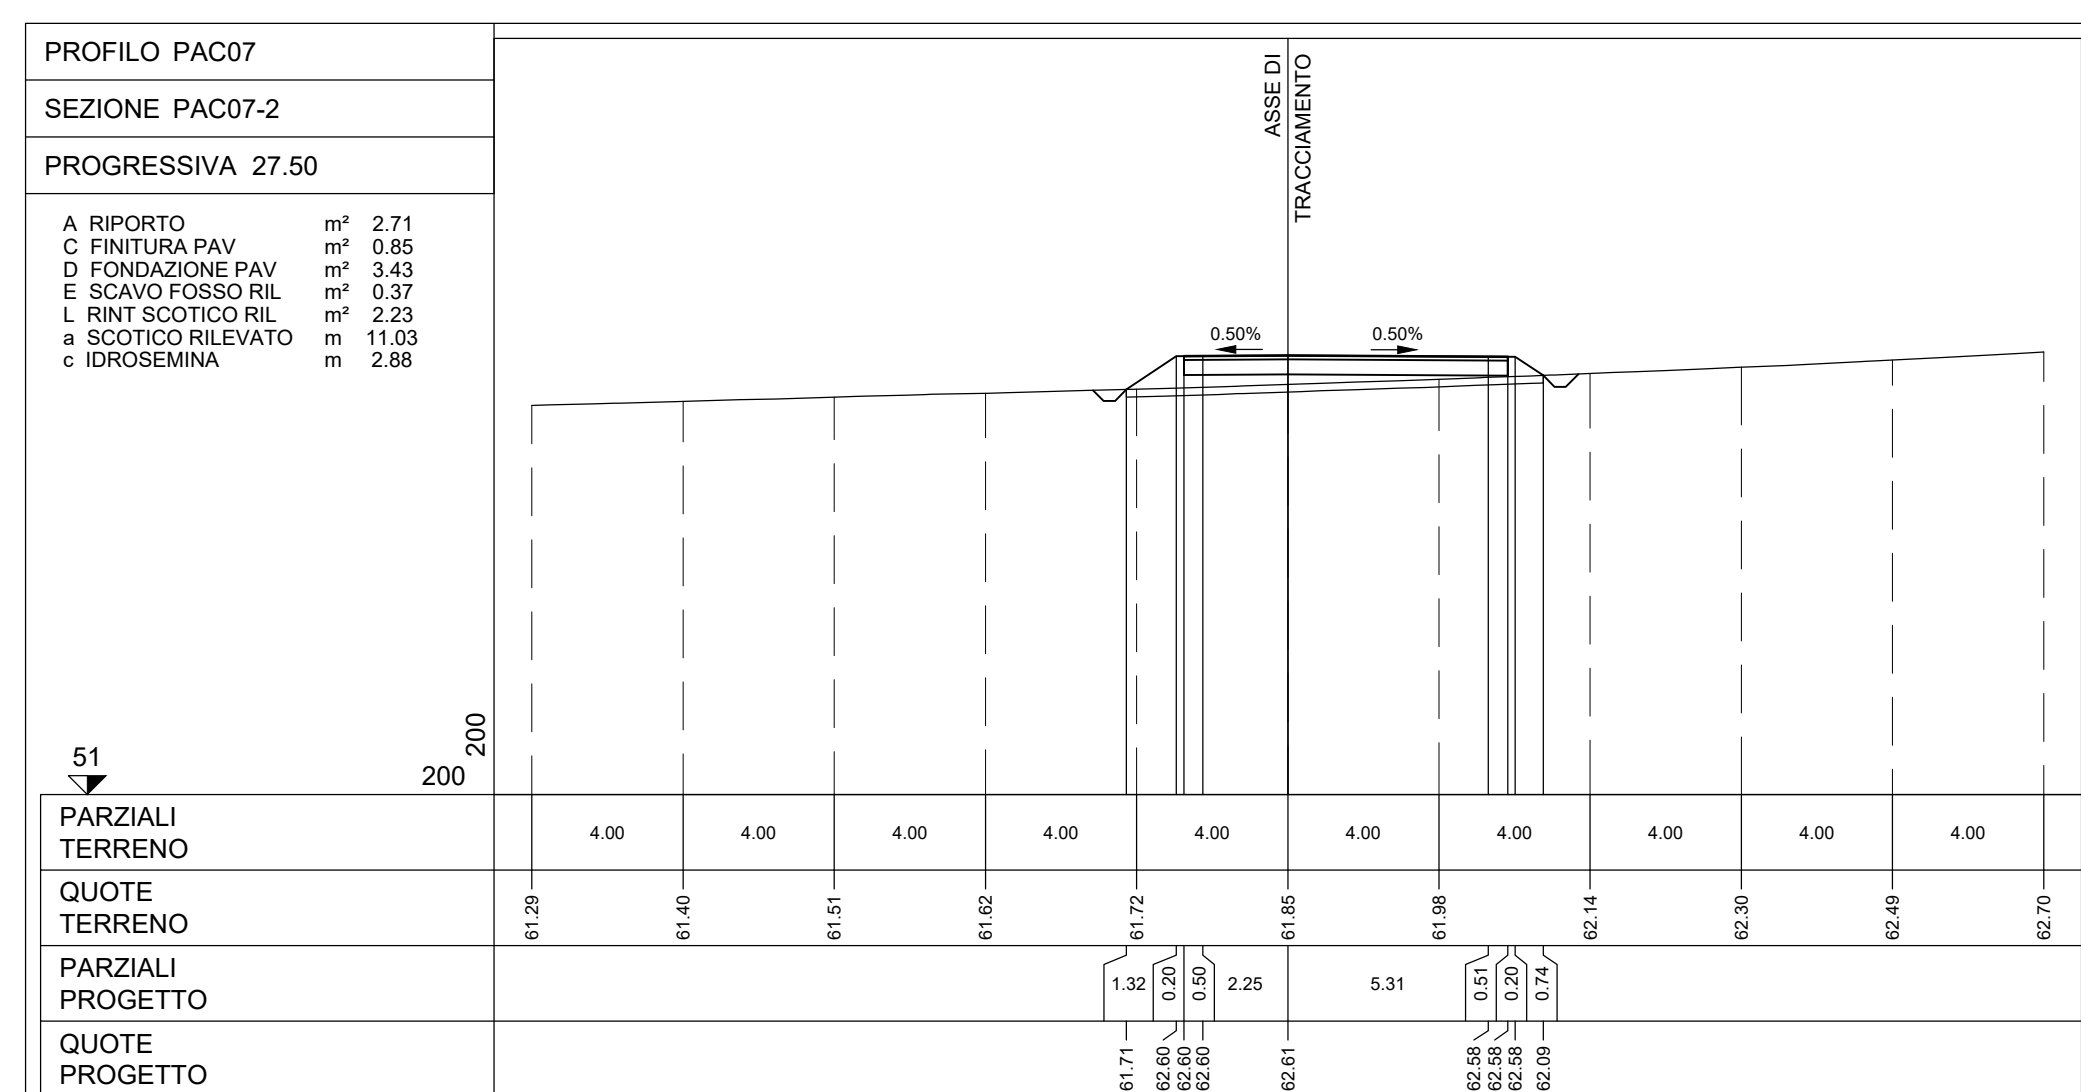 PROFILO PAC07
SEZIONE PAC07-2
PROGRESSIVA 27.50
A RIPORTO m² 2.71
C FINITURA PAV m² 0.85
D FONDAZIONE PAV m² 3.43
E SCAVO FOSSO RIL m² 0.37
L RINT SCOTICO RIL m² 2.23
a SCOTICO RILEVATO m 11.03
c IDROSEMINA m 2.88
ASSE DI
TRACCIAMENTO
0.50% 0.50%
51
200
200
PARZIALI
TERRENO
4.00 4.00 4.00 4.00 4.00 4.00 4.00 4.00 4.00 4.00
QUOTE
TERRENO
61.29 61.40 61.51 61.62 61.72 61.85 61.98 62.14 62.30 62.49 62.70
PARZIALI
PROGETTO
1.32 0.20 0.50 2.25 5.31 0.51 0.20 0.74
QUOTE
PROGETTO
61.71 62.60 62.60 62.60 62.61 62.58 62.58 62.58 62.09